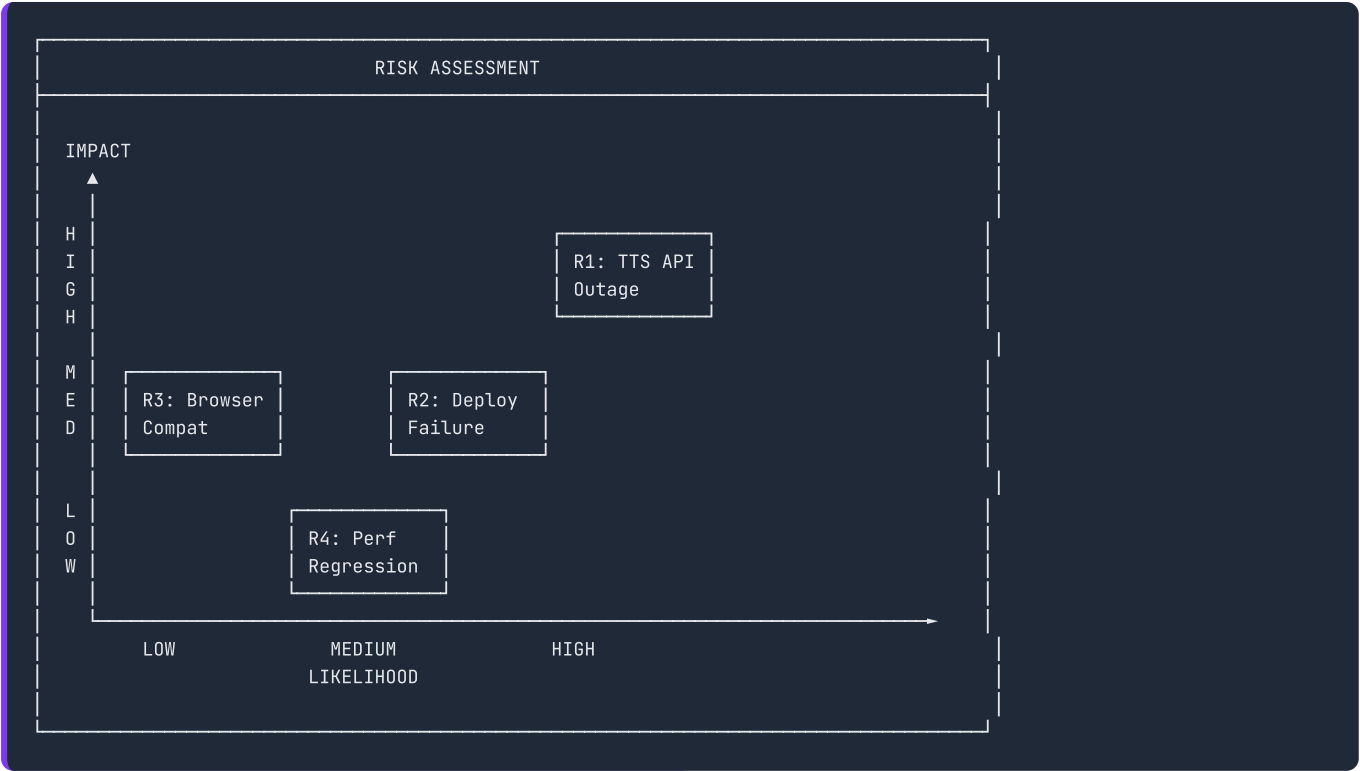 RISK ASSESSMENT
IMPACT
▲
H
I R1: TTS API
G Outage
H
M
E R3: Browser R2: Deploy
D Compat Failure
L
O R4: Perf
W Regression
LOW MEDIUM HIGH
LIKELIHOOD